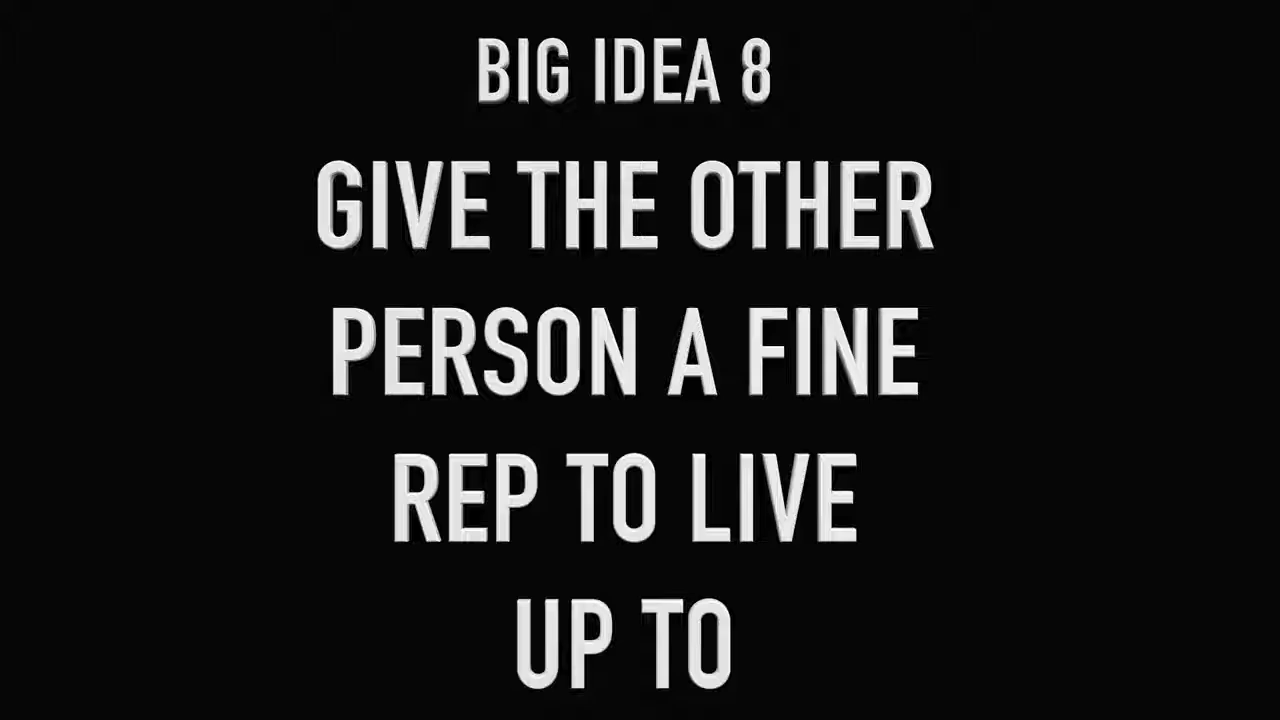 BIG IDEA 8
GIVE THE OTHER
PERSON A FINE
REP TO LIVE
UP TO